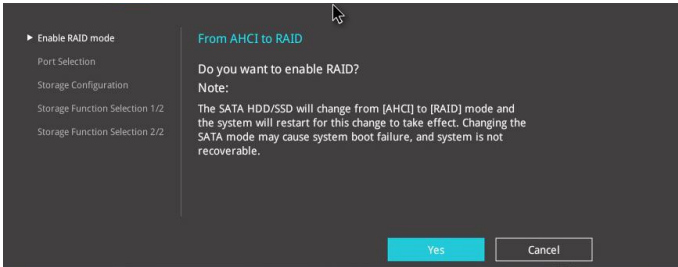 Enable RAID mode
Port Selection
Storage Configuration
Storage Function Selection 1/2
Storage Function Selection 2/2
From AHCI to RAID
Do you want to enable RAID?
Note:
The SATA HDD/SSD will change from [AHCI] to [RAID] mode and
the system will restart for this change to take effect. Changing the
SATA mode may cause system boot failure, and system is not
recoverable.
Yes
Cancel